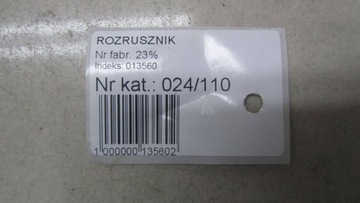 ROZRUSZNIK
Nr fabr. 23%
Indeks: 013560
Nr kat.: 024/110
1 000000 135602